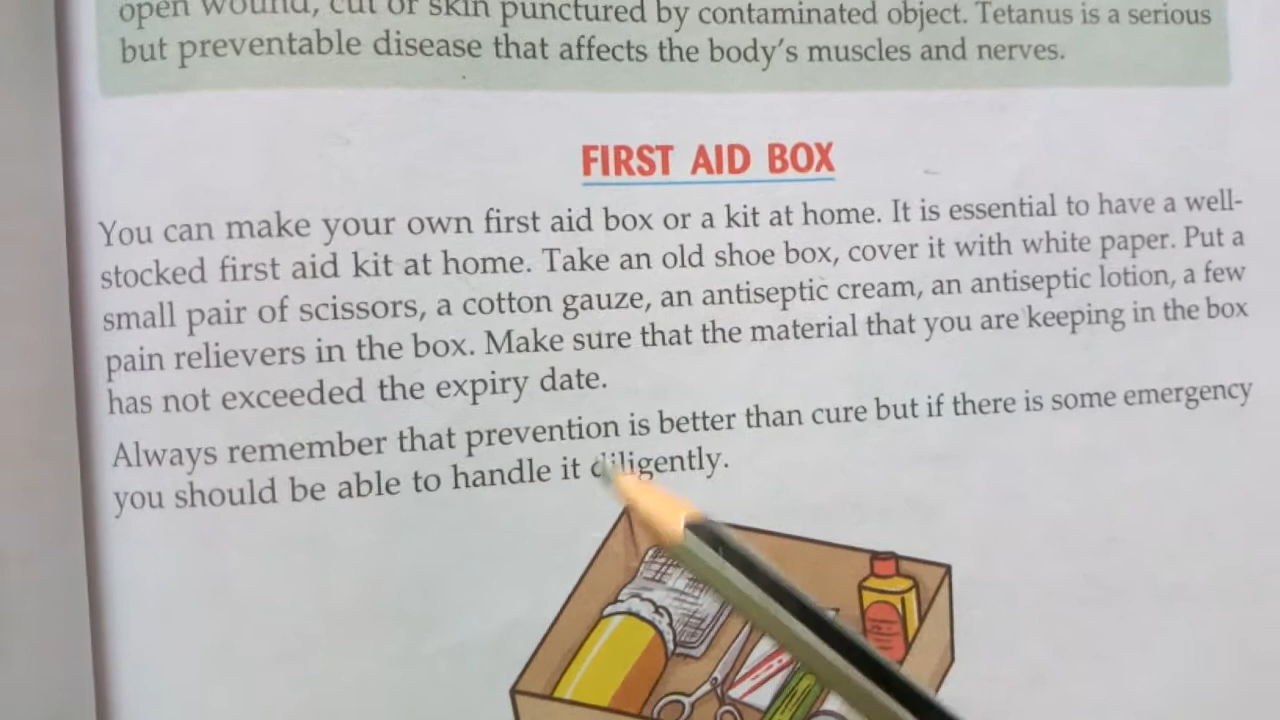 open wound, cut or skin punctured by contaminated object. Tetanus is a serious
but preventable disease that affects the body's muscles and nerves.
FIRST AID BOX
You can make your own first aid box or a kit at home. It is essential to have a well-
stocked first aid kit at home. Take an old shoe box, cover it with white paper. Put a
small pair of scissors, a cotton gauze, an antiseptic cream, an antiseptic lotion, a few
pain relievers in the box. Make sure that the material that you are keeping in the box
has not exceeded the expiry date.
Always remember that prevention is better than cure but if there is some emergency
you should be able to handle it diligently.